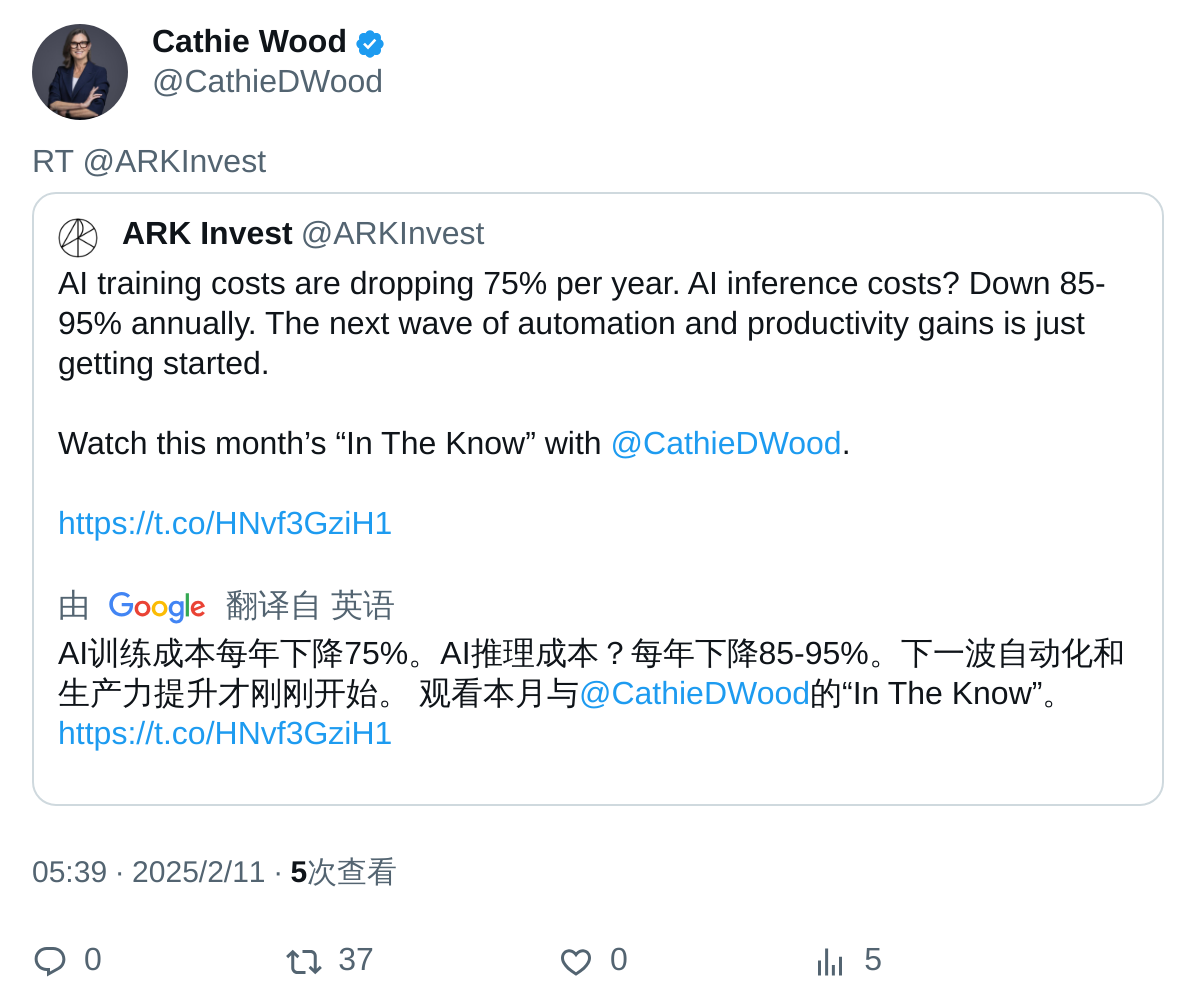 Cathie Wood
@CathieDWood
RT @ARKInvest
ARK Invest @ARKInvest
AI training costs are dropping 75% per year. AI inference costs? Down 85-
95% annually. The next wave of automation and productivity gains is just
getting started.
Watch this month’s “In The Know” with @CathieDWood.
https://t.co/HNvf3GziH1
由 Google 翻译自 英语
AI训练成本每年下降75%。AI推理成本？每年下降85-95%。下一波自动化和
生产力提升才刚刚开始。 观看本月与@CathieDWood的“In The Know”。
https://t.co/HNvf3GziH1
05:39 · 2025/2/11 · 5次查看
0 37 0 5